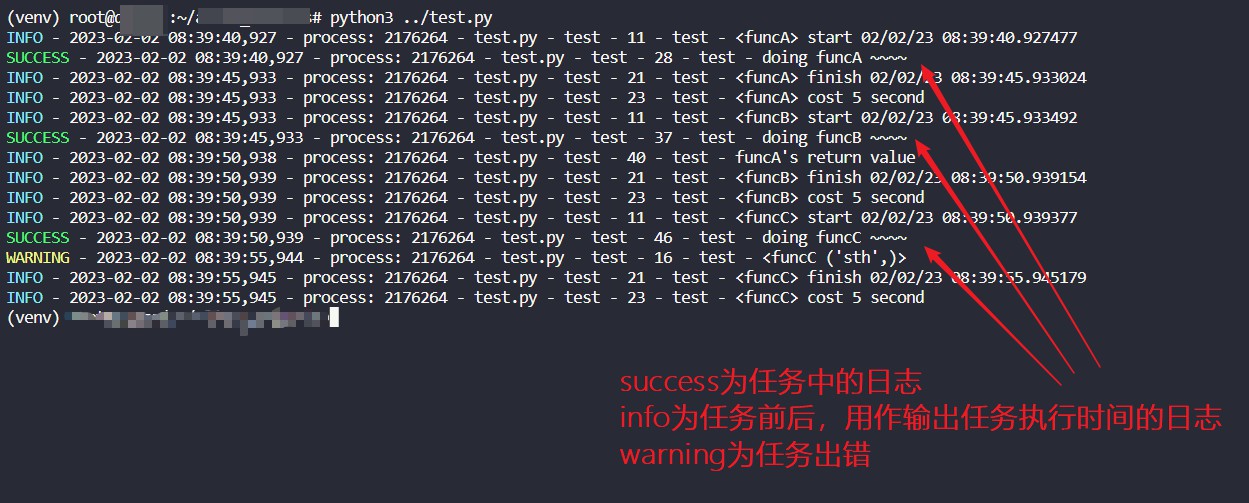 (venv) root@ :~/ # python3 ../test.py
INFO - 2023-02-02 08:39:40,927 - process: 2176264 - test.py - test - 11 - test - <funcA> start 02/02/23 08:39:40.927477
SUCCESS - 2023-02-02 08:39:40,927 - process: 2176264 - test.py - test - 28 - test - doing funcA ~~~~
INFO - 2023-02-02 08:39:45,933 - process: 2176264 - test.py - test - 21 - test - <funcA> finish 02/02/23 08:39:45.933024
INFO - 2023-02-02 08:39:45,933 - process: 2176264 - test.py - test - 23 - test - <funcA> cost 5 second
INFO - 2023-02-02 08:39:45,933 - process: 2176264 - test.py - test - 11 - test - <funcB> start 02/02/23 08:39:45.933492
SUCCESS - 2023-02-02 08:39:45,933 - process: 2176264 - test.py - test - 37 - test - doing funcB ~~~~
INFO - 2023-02-02 08:39:50,938 - process: 2176264 - test.py - test - 40 - test - funcA's return value
INFO - 2023-02-02 08:39:50,939 - process: 2176264 - test.py - test - 21 - test - <funcB> finish 02/02/23 08:39:50.939154
INFO - 2023-02-02 08:39:50,939 - process: 2176264 - test.py - test - 23 - test - <funcB> cost 5 second
INFO - 2023-02-02 08:39:50,939 - process: 2176264 - test.py - test - 11 - test - <funcC> start 02/02/23 08:39:50.939377
SUCCESS - 2023-02-02 08:39:50,939 - process: 2176264 - test.py - test - 46 - test - doing funcC ~~~~
WARNING - 2023-02-02 08:39:55,944 - process: 2176264 - test.py - test - 16 - test - <funcC ('sth',)>
INFO - 2023-02-02 08:39:55,945 - process: 2176264 - test.py - test - 21 - test - <funcC> finish 02/02/23 08:39:55.945179
INFO - 2023-02-02 08:39:55,945 - process: 2176264 - test.py - test - 23 - test - <funcC> cost 5 second
(venv)
success为任务中的日志
info为任务前后，用作输出任务执行时间的日志
warning为任务出错